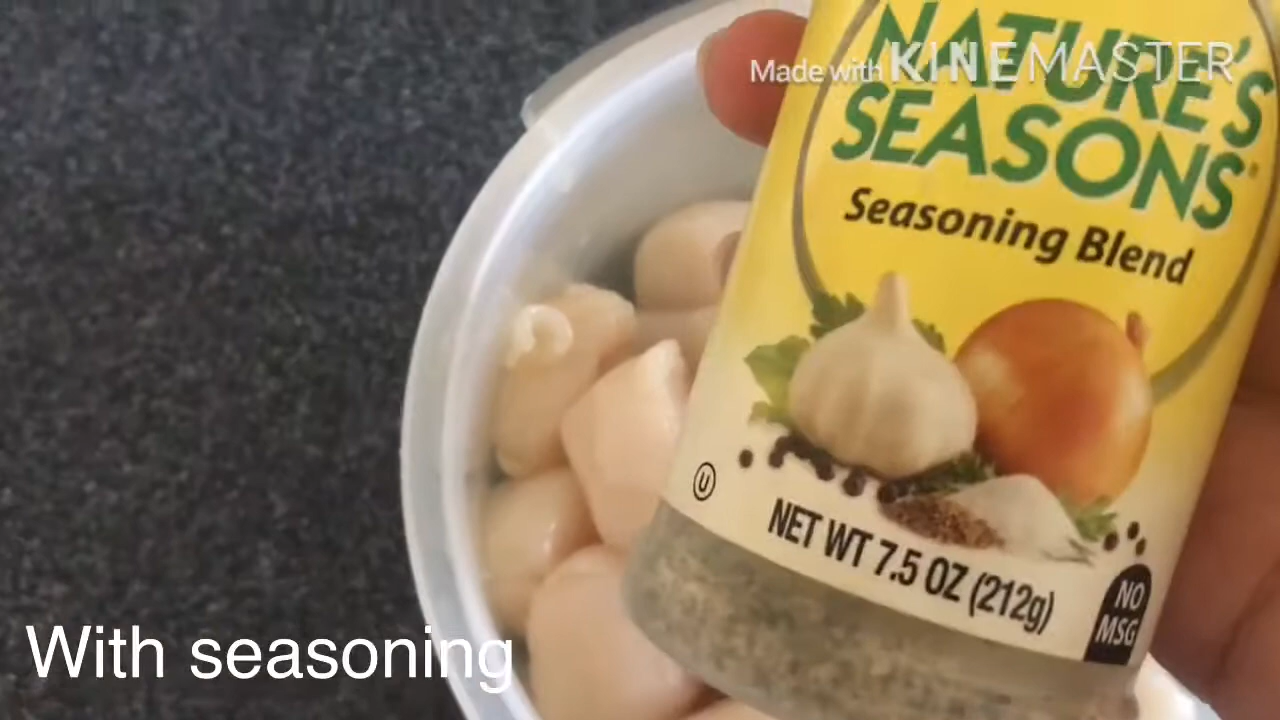 Made with KINEMASTER
NATURE'S
SEASONS®
Seasoning Blend
U
NET WT 7.5 OZ (212g)
NO
MSG
With seasoning